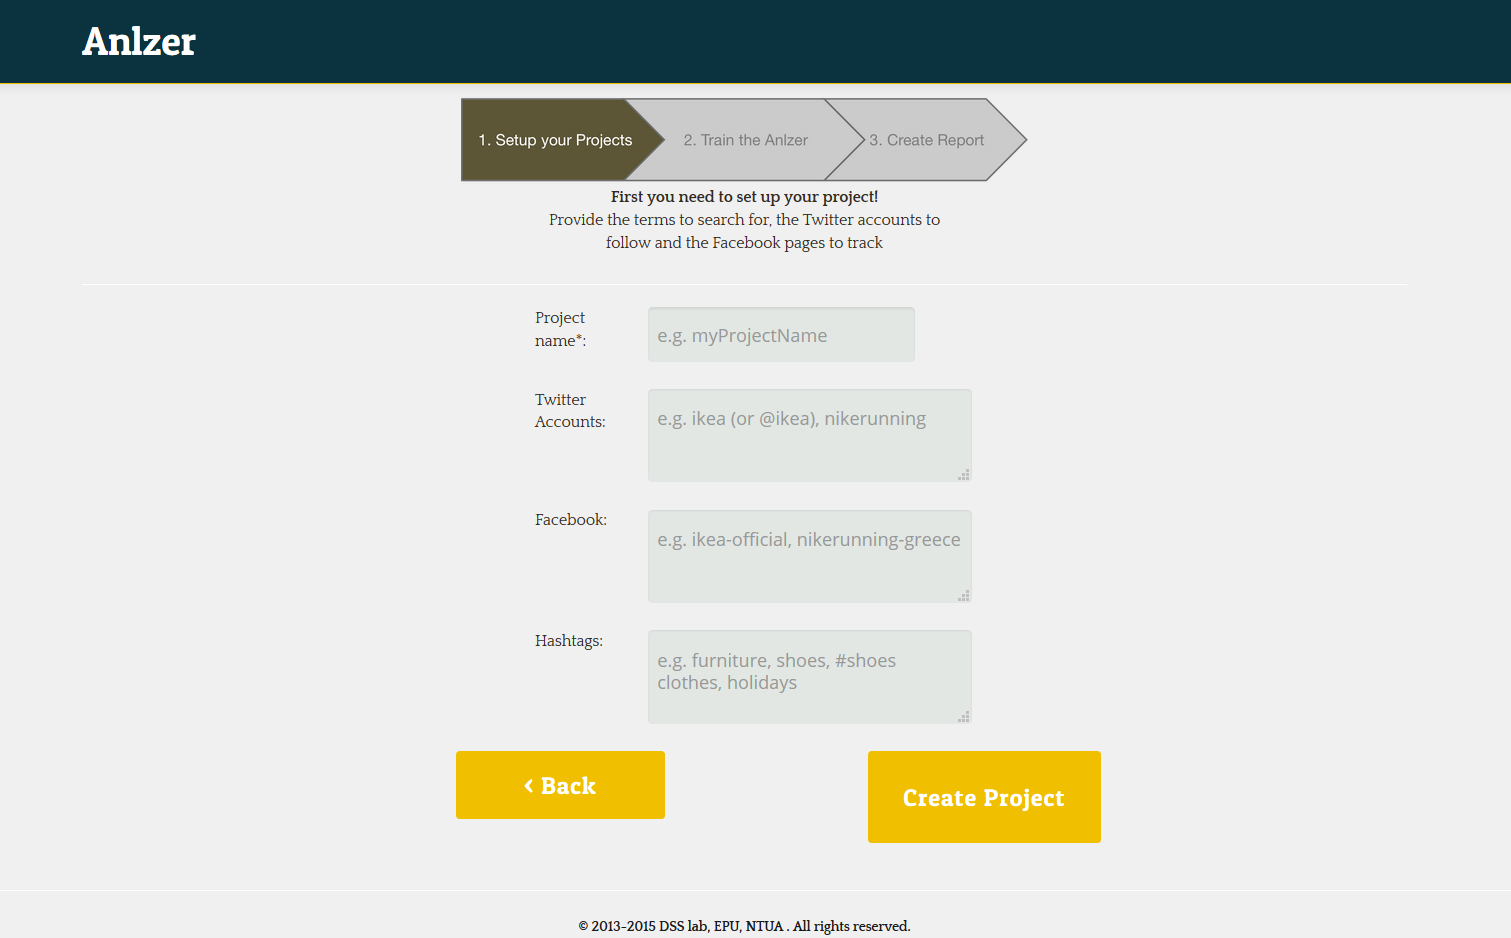 Anlzer
1. Setup your Projects
2. Train the Anlzer
3. Create Report
First you need to set up your project!
Provide the terms to search for, the Twitter accounts to
follow and the Facebook pages to track
Project
name*:
e.g. myProjectName
Twitter
Accounts:
e.g. ikea (or @ikea), nikerunning
Facebook:
e.g. ikea-official, nikerunning-greece
Hashtags:
e.g. furniture, shoes, #shoes
clothes, holidays
‹ Back
Create Project
© 2013-2015 DSS lab, EPU, NTUA . All rights reserved.